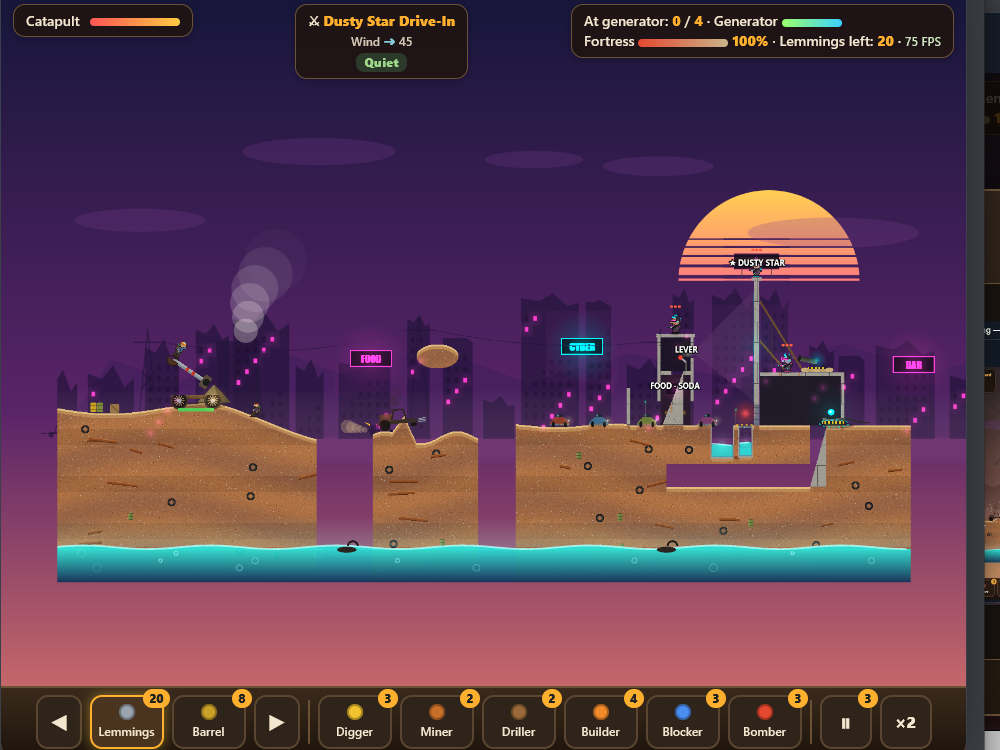 Catapult
⚔ Dusty Star Drive-In
Wind → 45
Quiet
At generator: 0 / 4 · Generator
Fortress 100% · Lemmings left: 20 · 75 FPS
★ DUSTY STAR
LEVER
FOOD
CYBER
BAR
FOOD · SODA
20
8
3
2
2
4
3
3
3
◀
Lemmings
Barrel
▶
Digger
Miner
Driller
Builder
Blocker
Bomber
⏸
×2